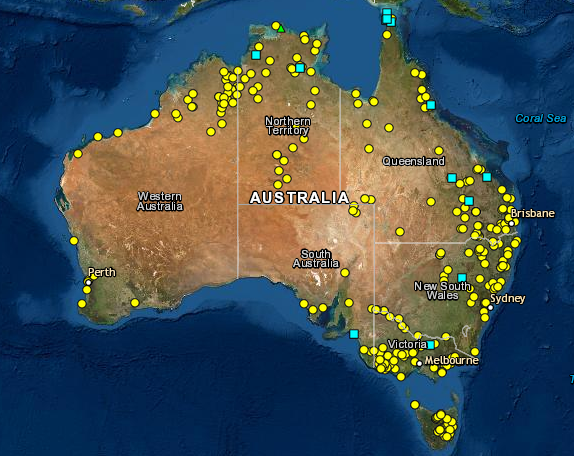 Coral Sea
Northern
Territory
Queensland
Western
Australia
AUSTRALIA
Brisbane
South
Australia
Perth
New South
Wales
Sydney
Victoria
Melbourne
T